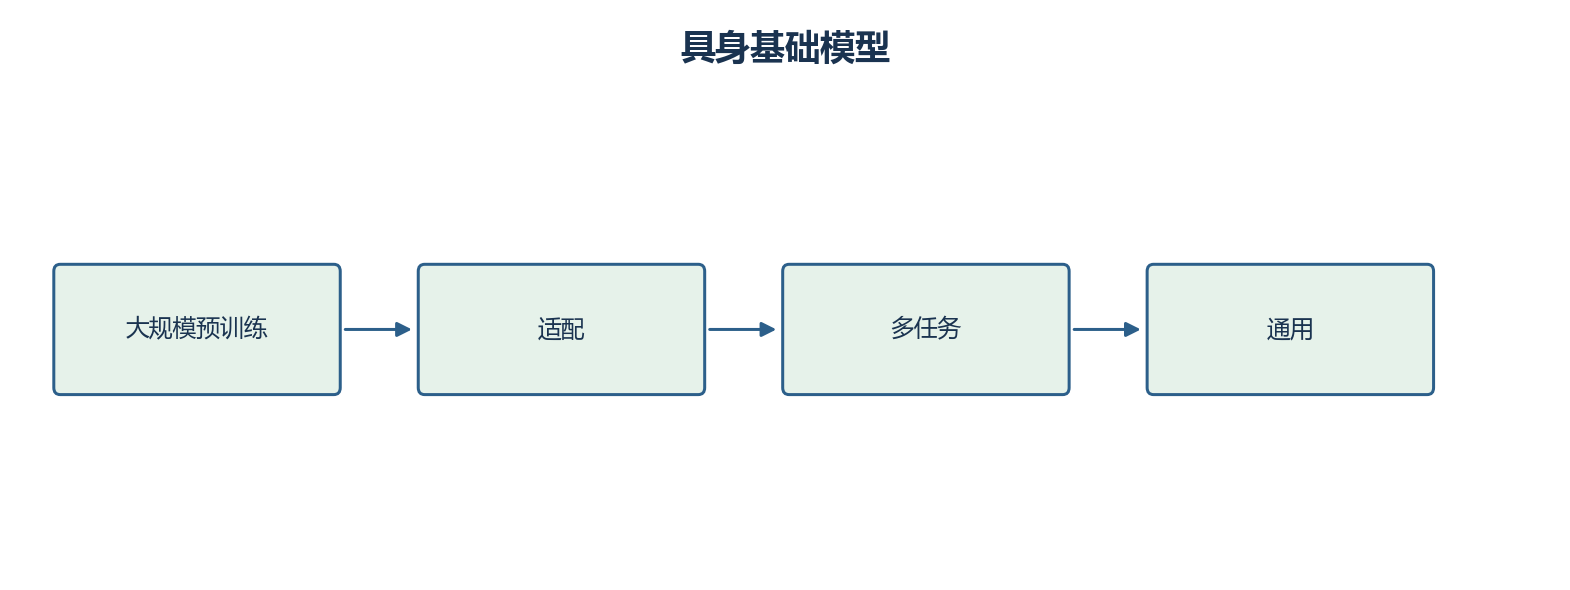 具身基础模型
大规模预训练
适配
多任务
通用